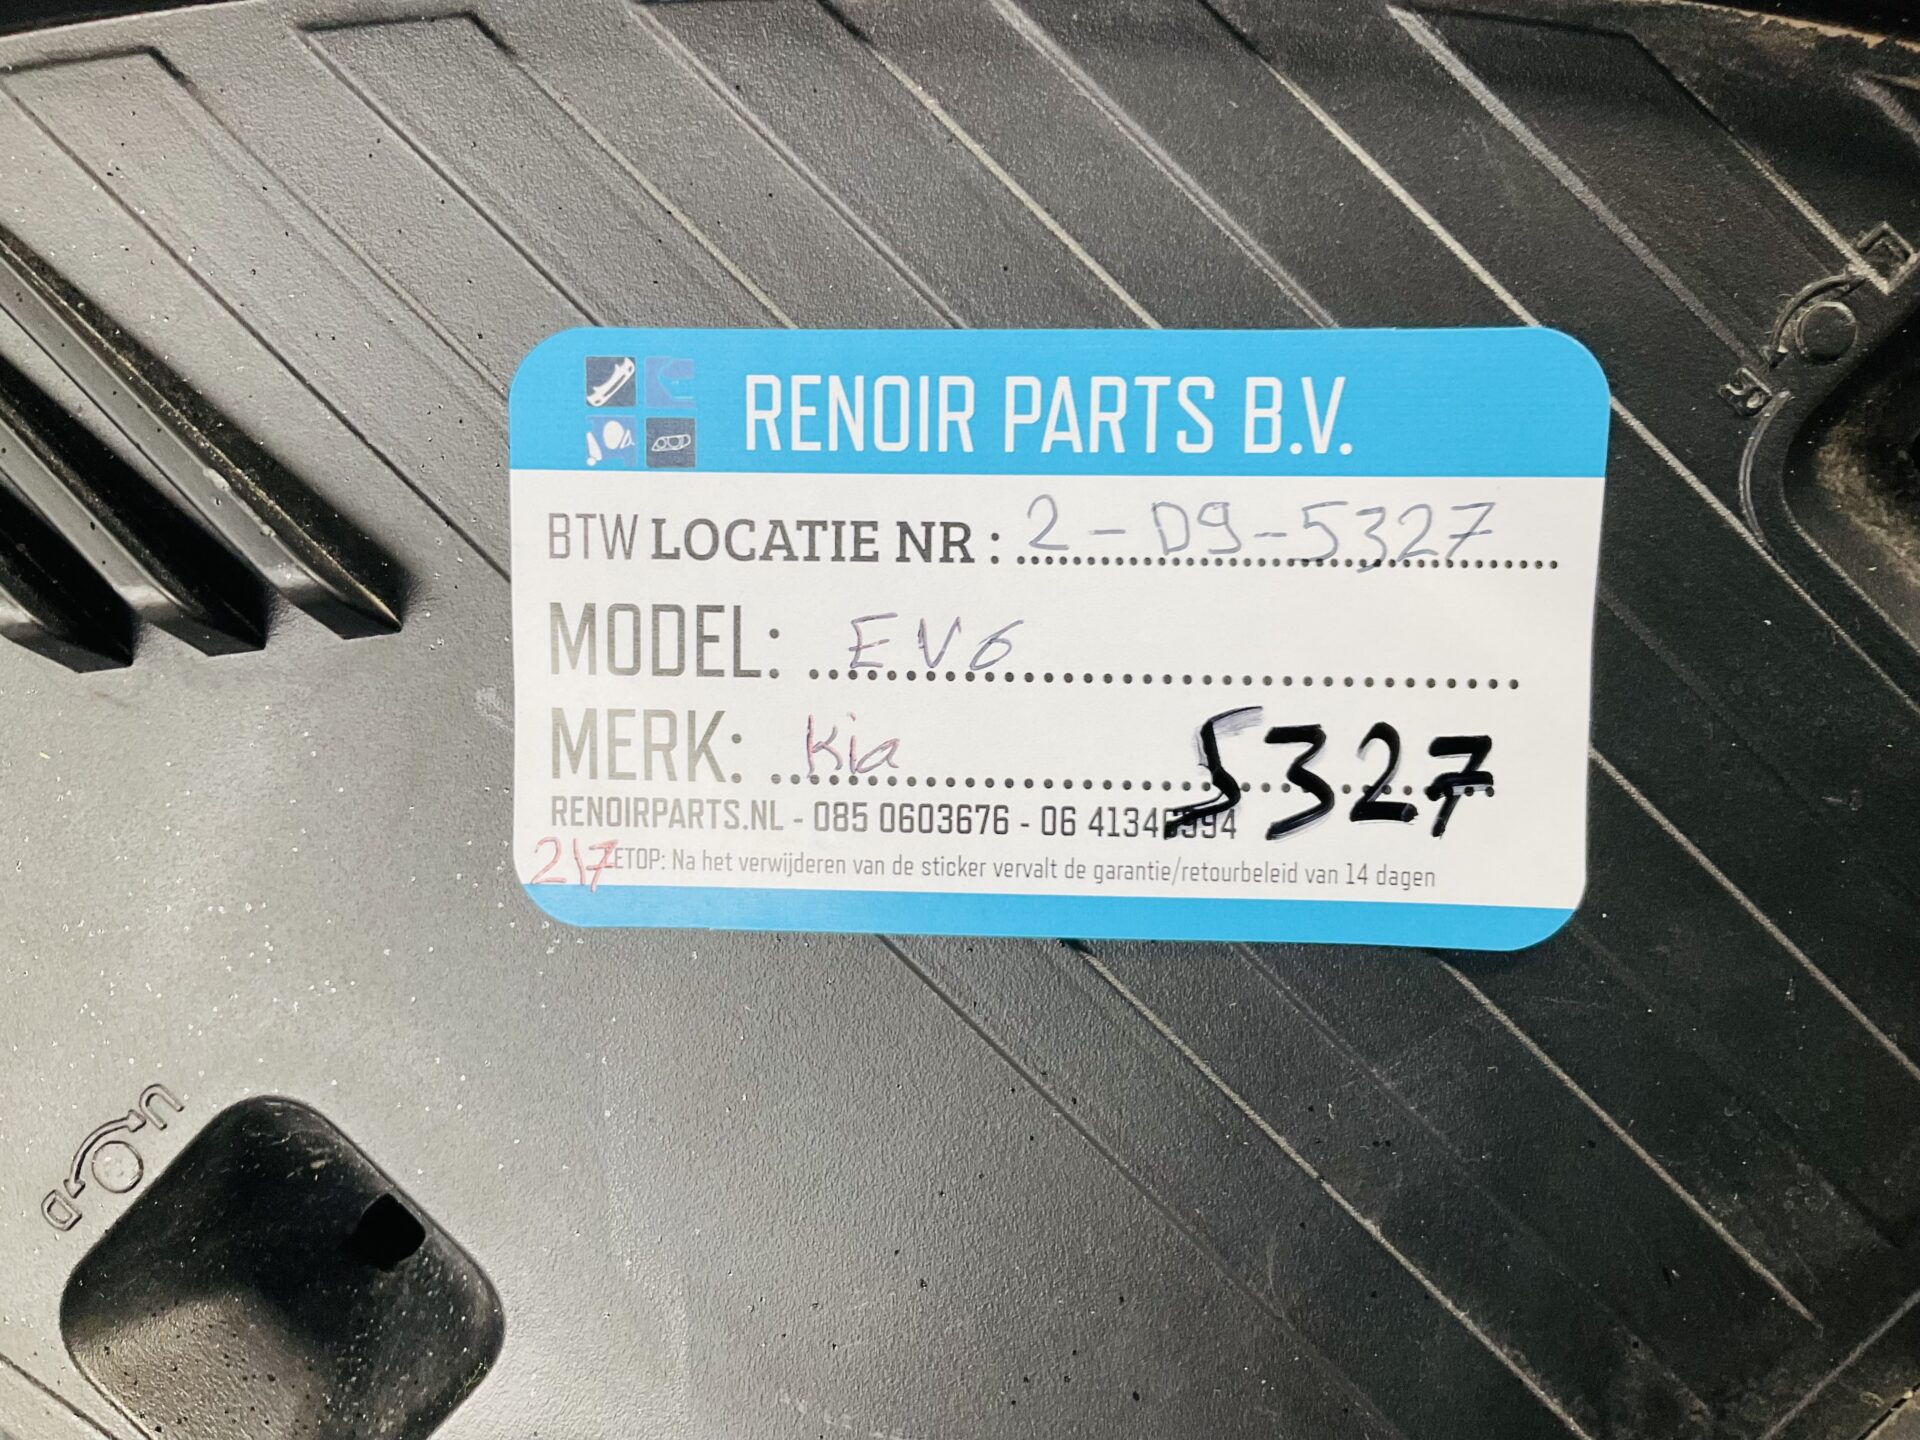 RENOIR PARTS B.V.
BTW LOCATIE NR : 2-D9-5327
MODEL: EV6
MERK: Kia
5327
RENOIRPARTS.NL - 085 0603676 - 06
2\7 LETOP: Na het verwijderen van de sticker vervalt de garantie/retourbeleid van 14 dagen
R
U
D